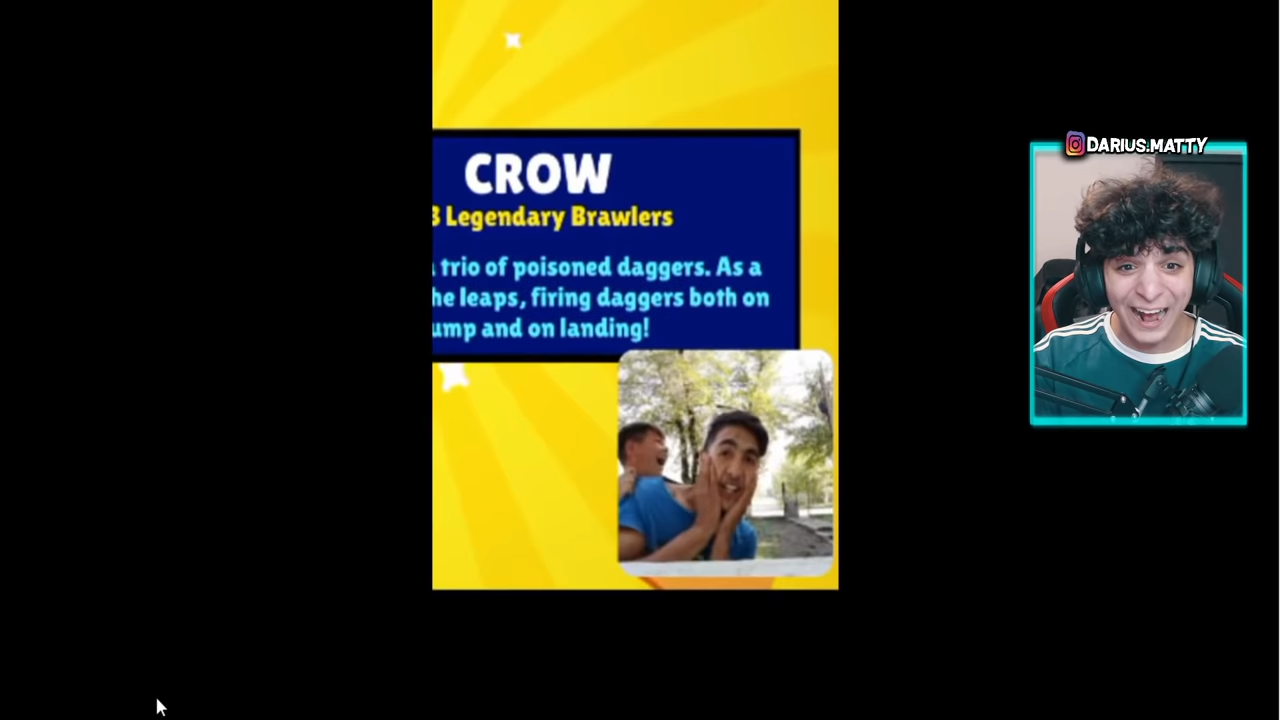 CROW
3 Legendary Brawlers
trio of poisoned daggers. As a
he leaps, firing daggers both on
ump and on landing!
DARIUS.MATTY